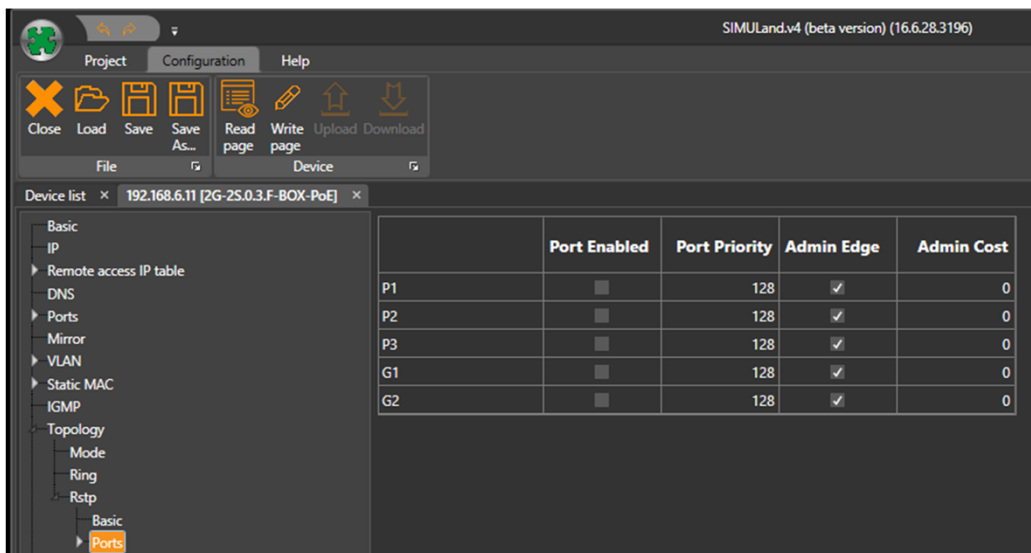 SIMULand.v4 (beta version) (16.6.28.3196)
Project Configuration Help
Close Load Save Save As... Read page Write page Upload Download
File Device
Device list × 192.168.6.11 [2G-2S.0.3.F-BOX-PoE] ×
Basic
IP
Remote access IP table
DNS
Ports
Mirror
VLAN
Static MAC
IGMP
Topology
Mode
Ring
Rstp
Basic
Ports
Port Enabled Port Priority Admin Edge Admin Cost
P1 128 0
P2 128 0
P3 128 0
G1 128 0
G2 128 0